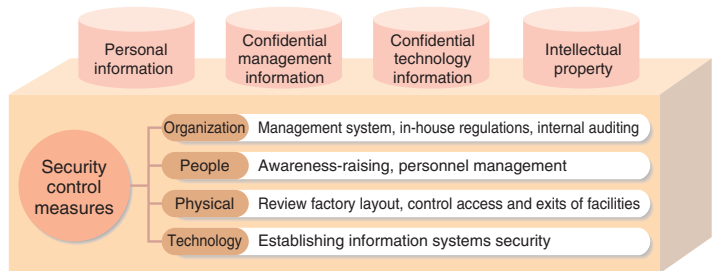 Personal
information
Confidential
management
information
Confidential
technology
information
Intellectual
property
Security
control
measures
Organization Management system, in-house regulations, internal auditing
People Awareness-raising, personnel management
Physical Review factory layout, control access and exits of facilities
Technology Establishing information systems security